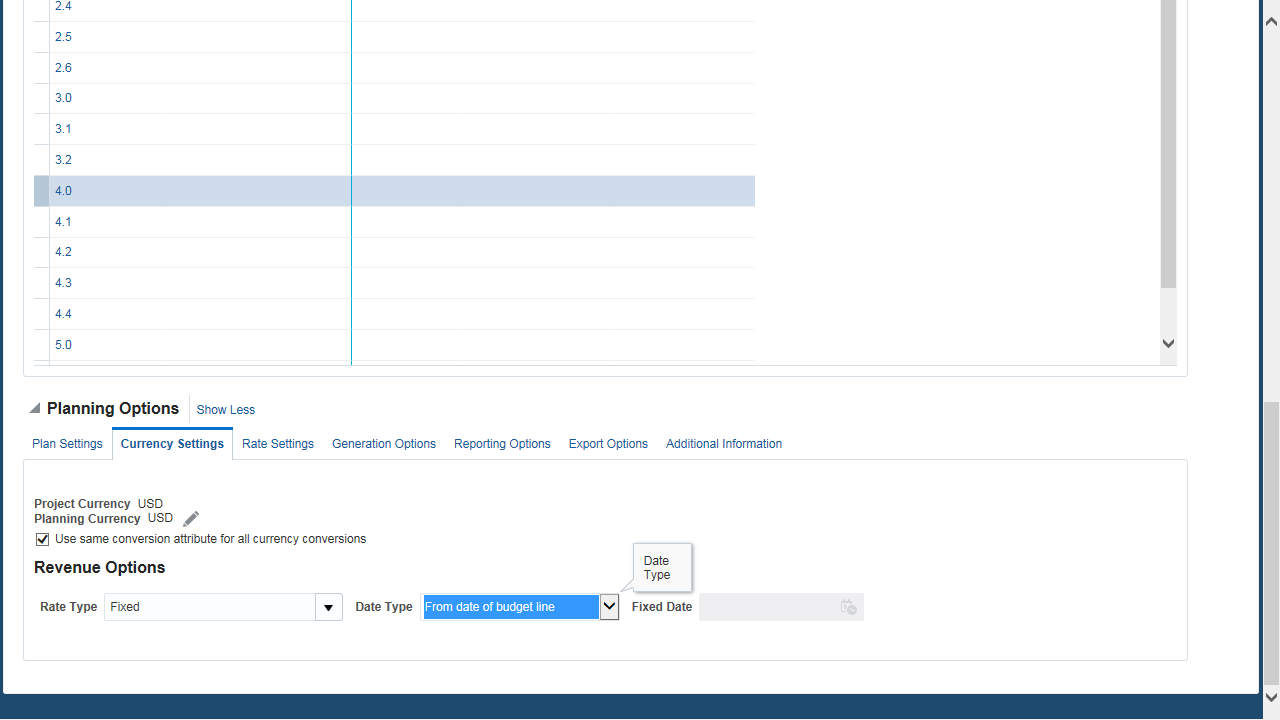 2.4
2.5
2.6
3.0
3.1
3.2
4.0
4.1
4.2
4.3
4.4
5.0
Planning Options Show Less
Plan Settings Currency Settings Rate Settings Generation Options Reporting Options Export Options Additional Information
Project Currency USD
Planning Currency USD
Use same conversion attribute for all currency conversions
Revenue Options
Date
Type
Rate Type Fixed Date Type From date of budget line Fixed Date